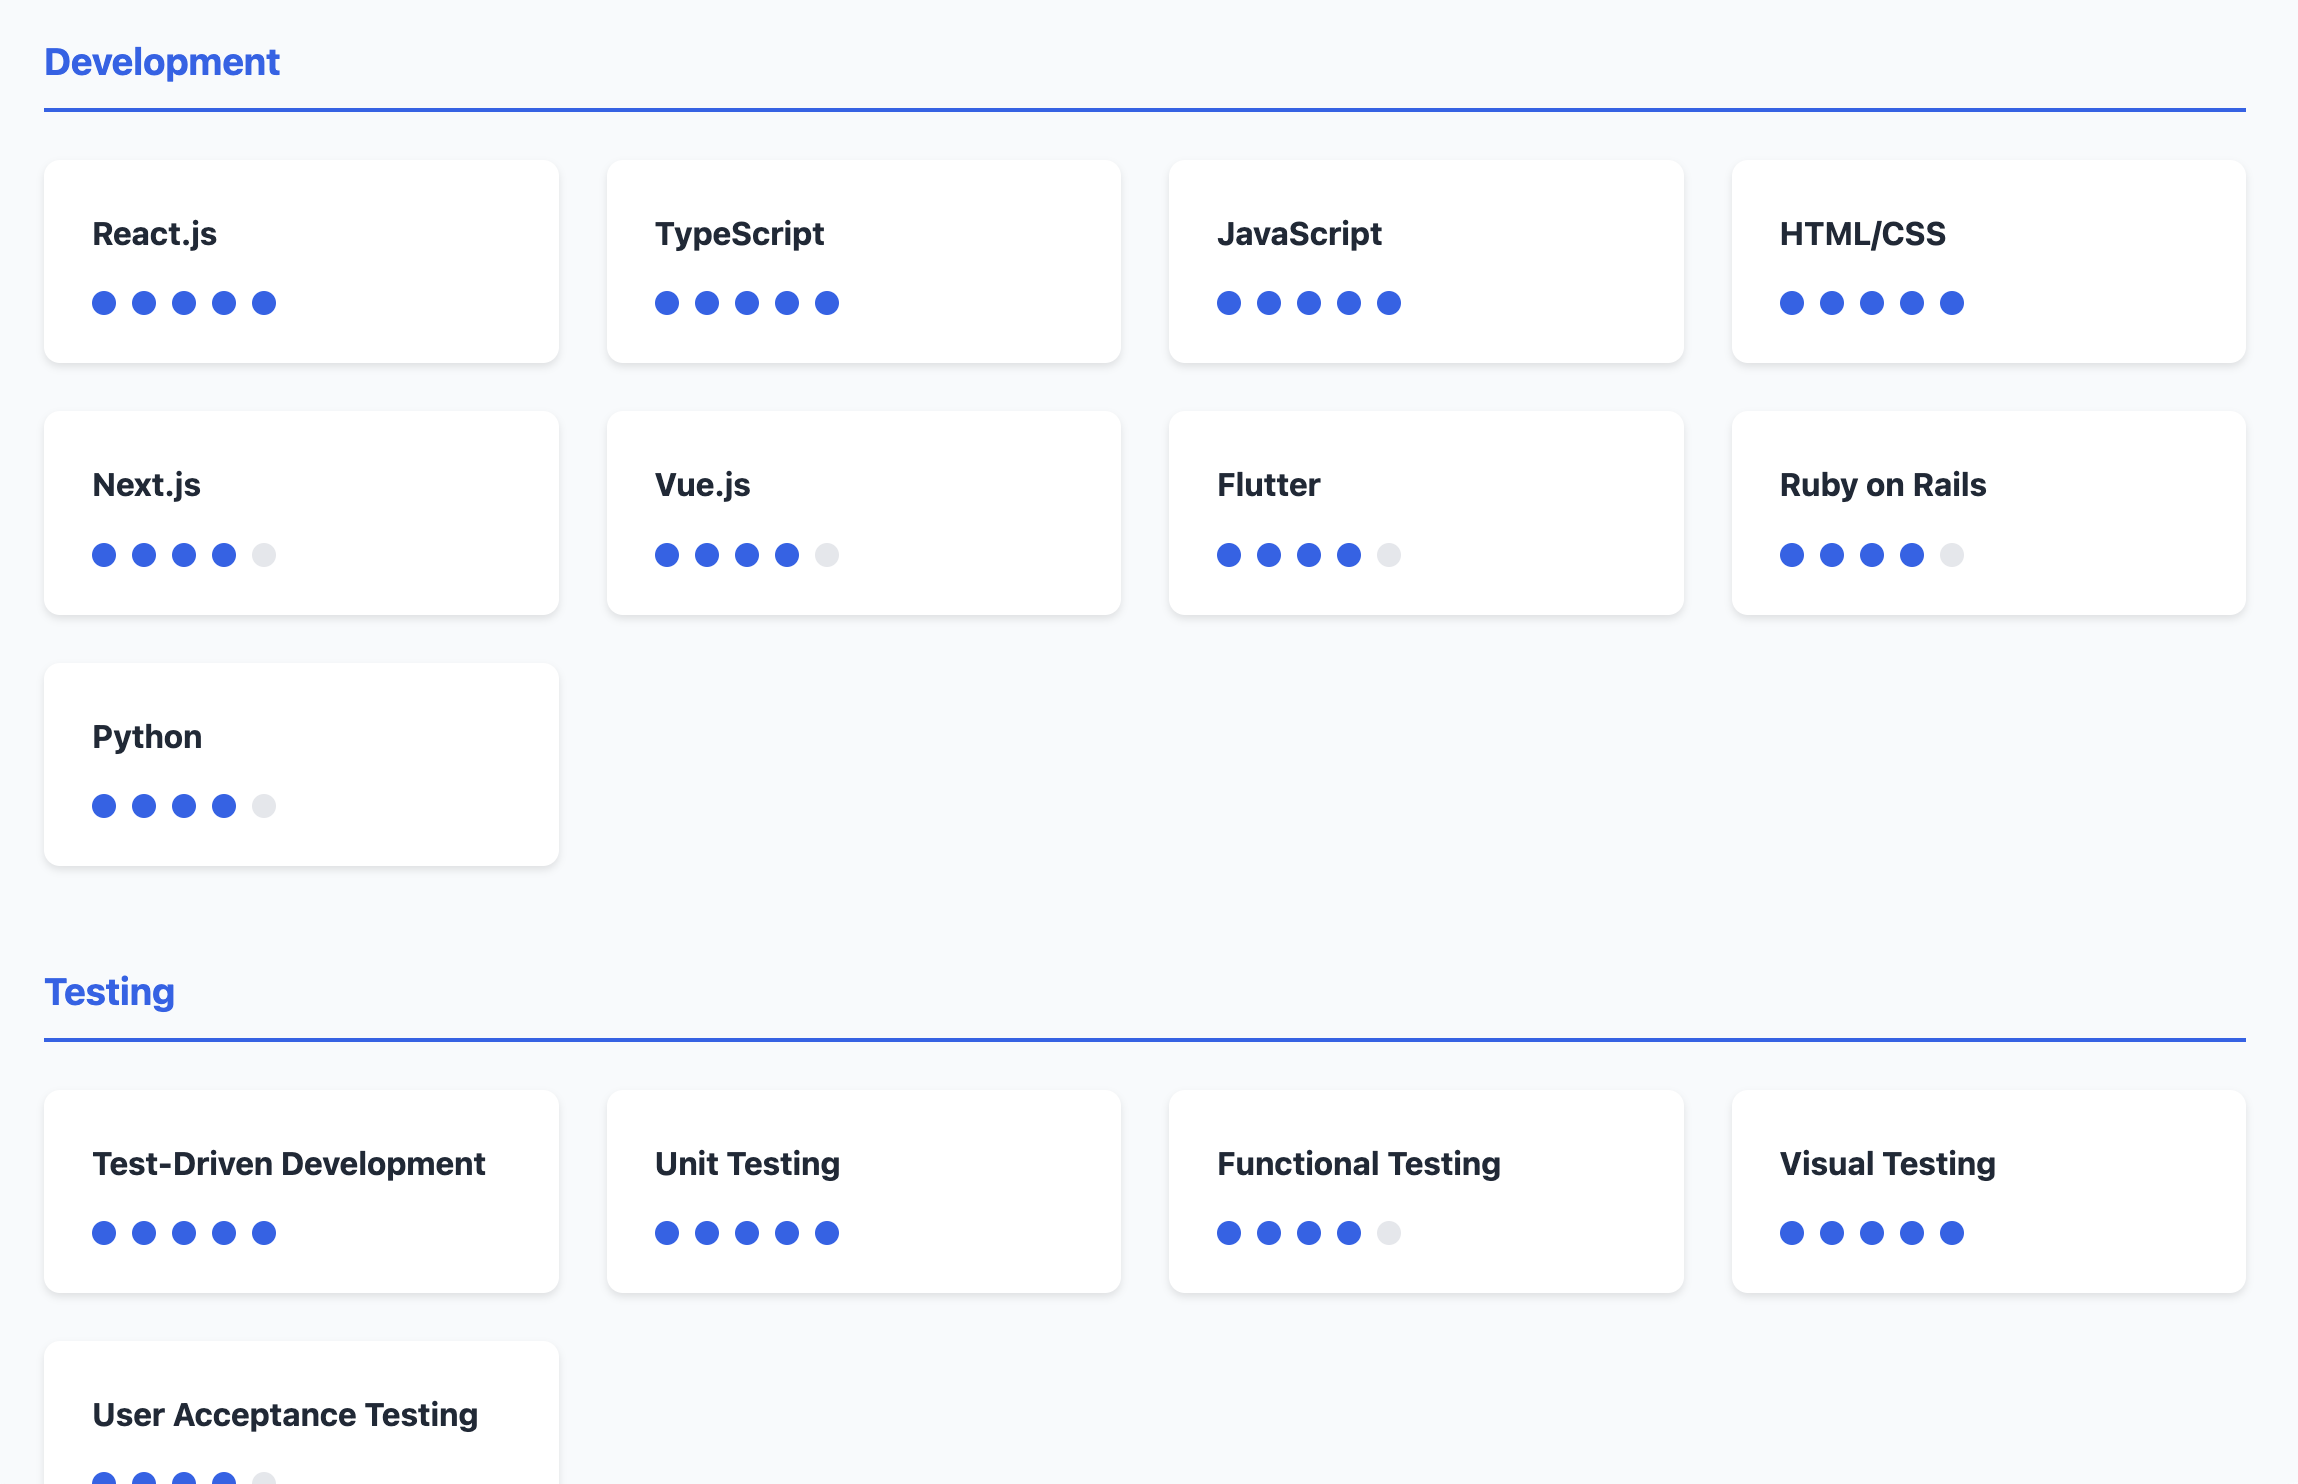 Development
React.js
TypeScript
JavaScript
HTML/CSS
Next.js
Vue.js
Flutter
Ruby on Rails
Python
Testing
Test-Driven Development
Unit Testing
Functional Testing
Visual Testing
User Acceptance Testing